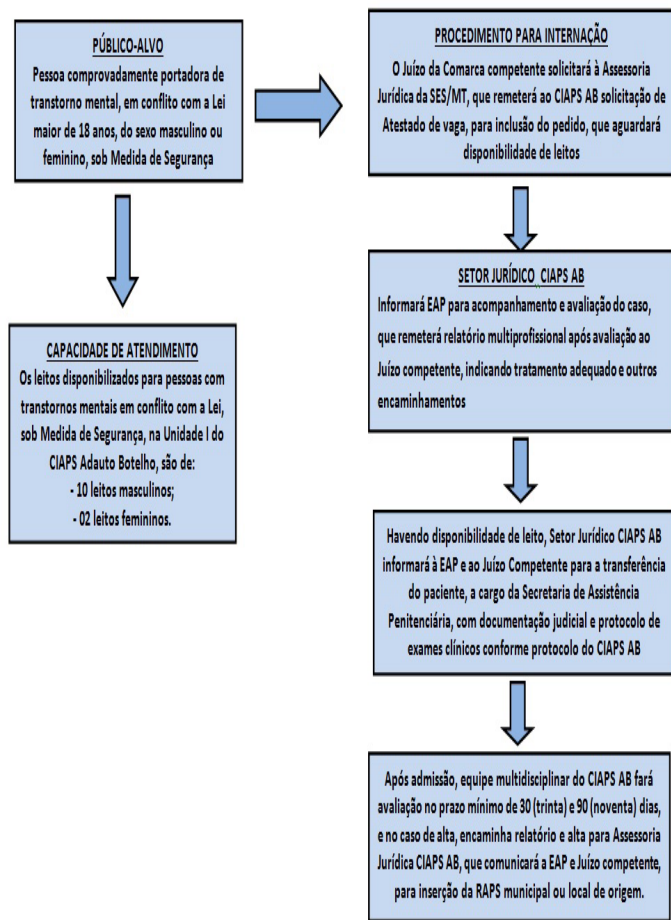 PÚBLICO-ALVO
Pessoa comprovadamente portadora de
transtorno mental, em conflito com a Lei
maior de 18 anos, do sexo masculino ou
feminino, sob Medida de Segurança
CAPACIDADE DE ATENDIMENTO
Os leitos disponibilizados para pessoas com
transtornos mentais em conflito com a Lei,
sob Medida de Segurança, na Unidade I do
CIAPS Adauto Botelho, são de:
- 10 leitos masculinos;
- 02 leitos femininos.
PROCEDIMENTO PARA INTERNAÇÃO
O Juízo da Comarca competente solicitará à Assessoria
Jurídica da SES/MT, que remeterá ao CIAPS AB solicitação de
Atestado de vaga, para inclusão do pedido, que aguardará
disponibilidade de leitos
SETOR JURÍDICO CIAPS AB
Informará EAP para acompanhamento e avaliação do caso,
que remeterá relatório multiprofissional após avaliação ao
Juízo competente, indicando tratamento adequado e outros
encaminhamentos
Havendo disponibilidade de leito, Setor Jurídico CIAPS AB
informará à EAP e ao Juízo Competente para a transferência
do paciente, a cargo da Secretaria de Assistência
Penitenciária, com documentação judicial e protocolo de
exames clínicos conforme protocolo do CIAPS AB
Após admissão, equipe multidisciplinar do CIAPS AB fará
avaliação no prazo mínimo de 30 (trinta) e 90 (noventa) dias,
e no caso de alta, encaminha relatório e alta para Assessoria
Jurídica CIAPS AB, que comunicará a EAP e Juízo competente,
para inserção da RAPS municipal ou local de origem.